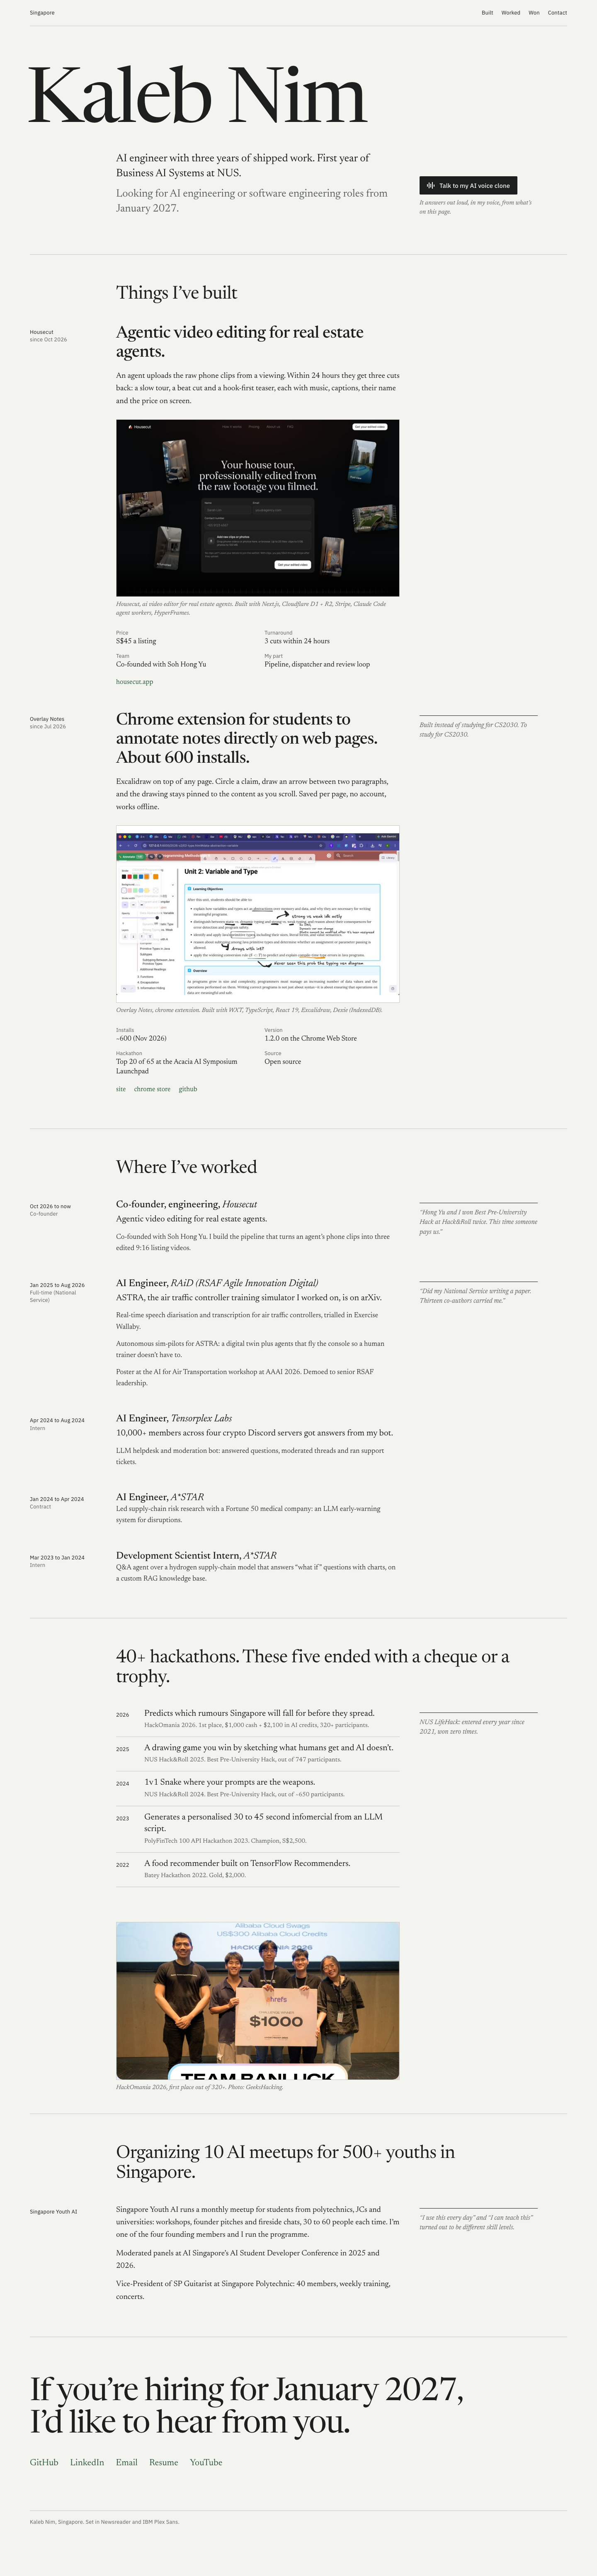 Singapore
Built Worked Won Contact
Kaleb Nim
AI engineer with three years of shipped work. First year of
Business AI Systems at NUS.
Looking for AI engineering or software engineering roles from
January 2027.
Talk to my AI voice clone
It answers out loud, in my voice, from what's
on this page.
Things I've built
Housecut
since Oct 2026
Agentic video editing for real estate
agents.
An agent uploads the raw phone clips from a viewing. Within 24 hours they get three cuts
back: a slow tour, a beat cut and a hook-first teaser, each with music, captions, their name
and the price on screen.
Housecut
Your house tour,
professionally edited from
the raw footage you filmed.
Get your edited video
Housecut, ai video editor for real estate agents. Built with Next.js, Cloudflare D1 + R2, Stripe, Claude Code
agent workers, HyperFrames.
Price
S$45 a listing
Turnaround
3 cuts within 24 hours
Team
Co-founded with Soh Hong Yu
My part
Pipeline, dispatcher and review loop
housecut.app
Overlay Notes
since Jul 2026
Chrome extension for students to
annotate notes directly on web pages.
About 600 installs.
Built instead of studying for CS2030. To
study for CS2030.
Excalidraw on top of any page. Circle a claim, draw an arrow between two paragraphs,
and the drawing stays pinned to the content as you scroll. Saved per page, no account,
works offline.
Unit 2: Variable and Type
Learning Objectives
After this unit, students should be able to:
Overview
Overlay Notes, chrome extension. Built with WXT, TypeScript, React 19, Excalidraw, Dexie (IndexedDB).
Installs
~600 (Nov 2026)
Version
1.2.0 on the Chrome Web Store
Hackathon
Top 20 of 65 at the Acacia AI Symposium
Launchpad
Source
Open source
site chrome store github
Where I've worked
Oct 2026 to now
Co-founder
Co-founder, engineering, Housecut
Agentic video editing for real estate agents.
Co-founded with Soh Hong Yu. I build the pipeline that turns an agent's phone clips into three
edited 9:16 listing videos.
"Hong Yu and I won Best Pre-University
Hack at Hack&Roll twice. This time someone
pays us."
Jan 2025 to Aug 2026
Full-time (National
Service)
AI Engineer, RAiD (RSAF Agile Innovation Digital)
ASTRA, the air traffic controller training simulator I worked on, is on arXiv.
Real-time speech diarisation and transcription for air traffic controllers, trialled in Exercise
Wallaby.
Autonomous sim-pilots for ASTRA: a digital twin plus agents that fly the console so a human
trainer doesn't have to.
Poster at the AI for Air Transportation workshop at AAAI 2026. Demoed to senior RSAF
leadership.
"Did my National Service writing a paper.
Thirteen co-authors carried me."
Apr 2024 to Aug 2024
Intern
AI Engineer, Tensorplex Labs
10,000+ members across four crypto Discord servers got answers from my bot.
LLM helpdesk and moderation bot: answered questions, moderated threads and ran support
tickets.
Jan 2024 to Apr 2024
Contract
AI Engineer, A*STAR
Led supply-chain risk research with a Fortune 50 medical company: an LLM early-warning
system for disruptions.
Mar 2023 to Jan 2024
Intern
Development Scientist Intern, A*STAR
Q&A agent over a hydrogen supply-chain model that answers "what if" questions with charts, on
a custom RAG knowledge base.
40+ hackathons. These five ended with a cheque or a
trophy.
2026
Predicts which rumours Singapore will fall for before they spread.
HackOmania 2026. 1st place, $1,000 cash + $2,100 in AI credits, 320+ participants.
NUS LifeHack: entered every year since
2021, won zero times.
2025
A drawing game you win by sketching what humans get and AI doesn't.
NUS Hack&Roll 2025. Best Pre-University Hack, out of 747 participants.
2024
1v1 Snake where your prompts are the weapons.
NUS Hack&Roll 2024. Best Pre-University Hack, out of ~650 participants.
2023
Generates a personalised 30 to 45 second infomercial from an LLM
script.
PolyFinTech 100 API Hackathon 2023. Champion, S$2,500.
2022
A food recommender built on TensorFlow Recommenders.
Batey Hackathon 2022. Gold, $2,000.
Alibaba Cloud Swags
US$300 Alibaba Cloud Credits
HACKOMANIA 2026
ahrefs
$1000
TEAM BANLUCK
HackOmania 2026, first place out of 320+. Photo: GeeksHacking.
Organizing 10 AI meetups for 500+ youths in
Singapore.
Singapore Youth AI
Singapore Youth AI runs a monthly meetup for students from polytechnics, JCs and
universities: workshops, founder pitches and fireside chats, 30 to 60 people each time. I'm
one of the four founding members and I run the programme.
Moderated panels at AI Singapore's AI Student Developer Conference in 2025 and
2026.
Vice-President of SP Guitarist at Singapore Polytechnic: 40 members, weekly training,
concerts.
"I use this every day" and "I can teach this"
turned out to be different skill levels.
If you're hiring for January 2027,
I'd like to hear from you.
GitHub LinkedIn Email Resume YouTube
Kaleb Nim, Singapore. Set in Newsreader and IBM Plex Sans.